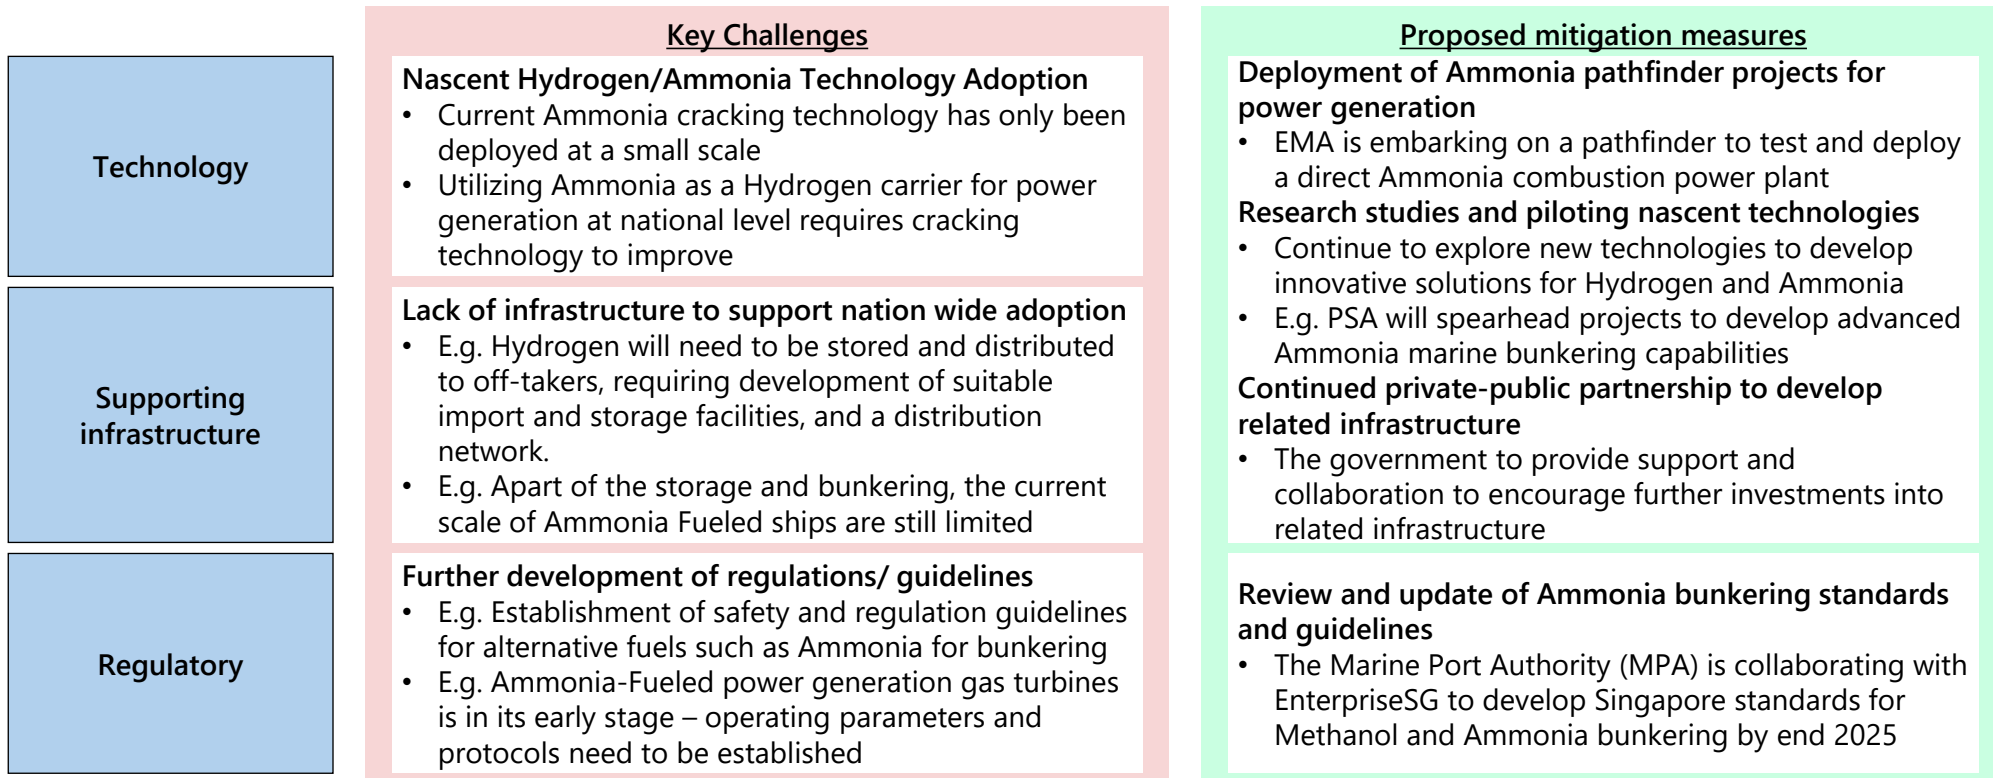 Key Challenges
Proposed mitigation measures
Technology
Nascent Hydrogen/Ammonia Technology Adoption
• Current Ammonia cracking technology has only been
deployed at a small scale
• Utilizing Ammonia as a Hydrogen carrier for power
generation at national level requires cracking
technology to improve
Deployment of Ammonia pathfinder projects for
power generation
• EMA is embarking on a pathfinder to test and deploy
a direct Ammonia combustion power plant
Research studies and piloting nascent technologies
• Continue to explore new technologies to develop
innovative solutions for Hydrogen and Ammonia
• E.g. PSA will spearhead projects to develop advanced
Ammonia marine bunkering capabilities
Continued private-public partnership to develop
related infrastructure
• The government to provide support and
collaboration to encourage further investments into
related infrastructure
Supporting
infrastructure
Lack of infrastructure to support nation wide adoption
• E.g. Hydrogen will need to be stored and distributed
to off-takers, requiring development of suitable
import and storage facilities, and a distribution
network.
• E.g. Apart of the storage and bunkering, the current
scale of Ammonia Fueled ships are still limited
Regulatory
Further development of regulations/ guidelines
• E.g. Establishment of safety and regulation guidelines
for alternative fuels such as Ammonia for bunkering
• E.g. Ammonia-Fueled power generation gas turbines
is in its early stage – operating parameters and
protocols need to be established
Review and update of Ammonia bunkering standards
and guidelines
• The Marine Port Authority (MPA) is collaborating with
EnterpriseSG to develop Singapore standards for
Methanol and Ammonia bunkering by end 2025